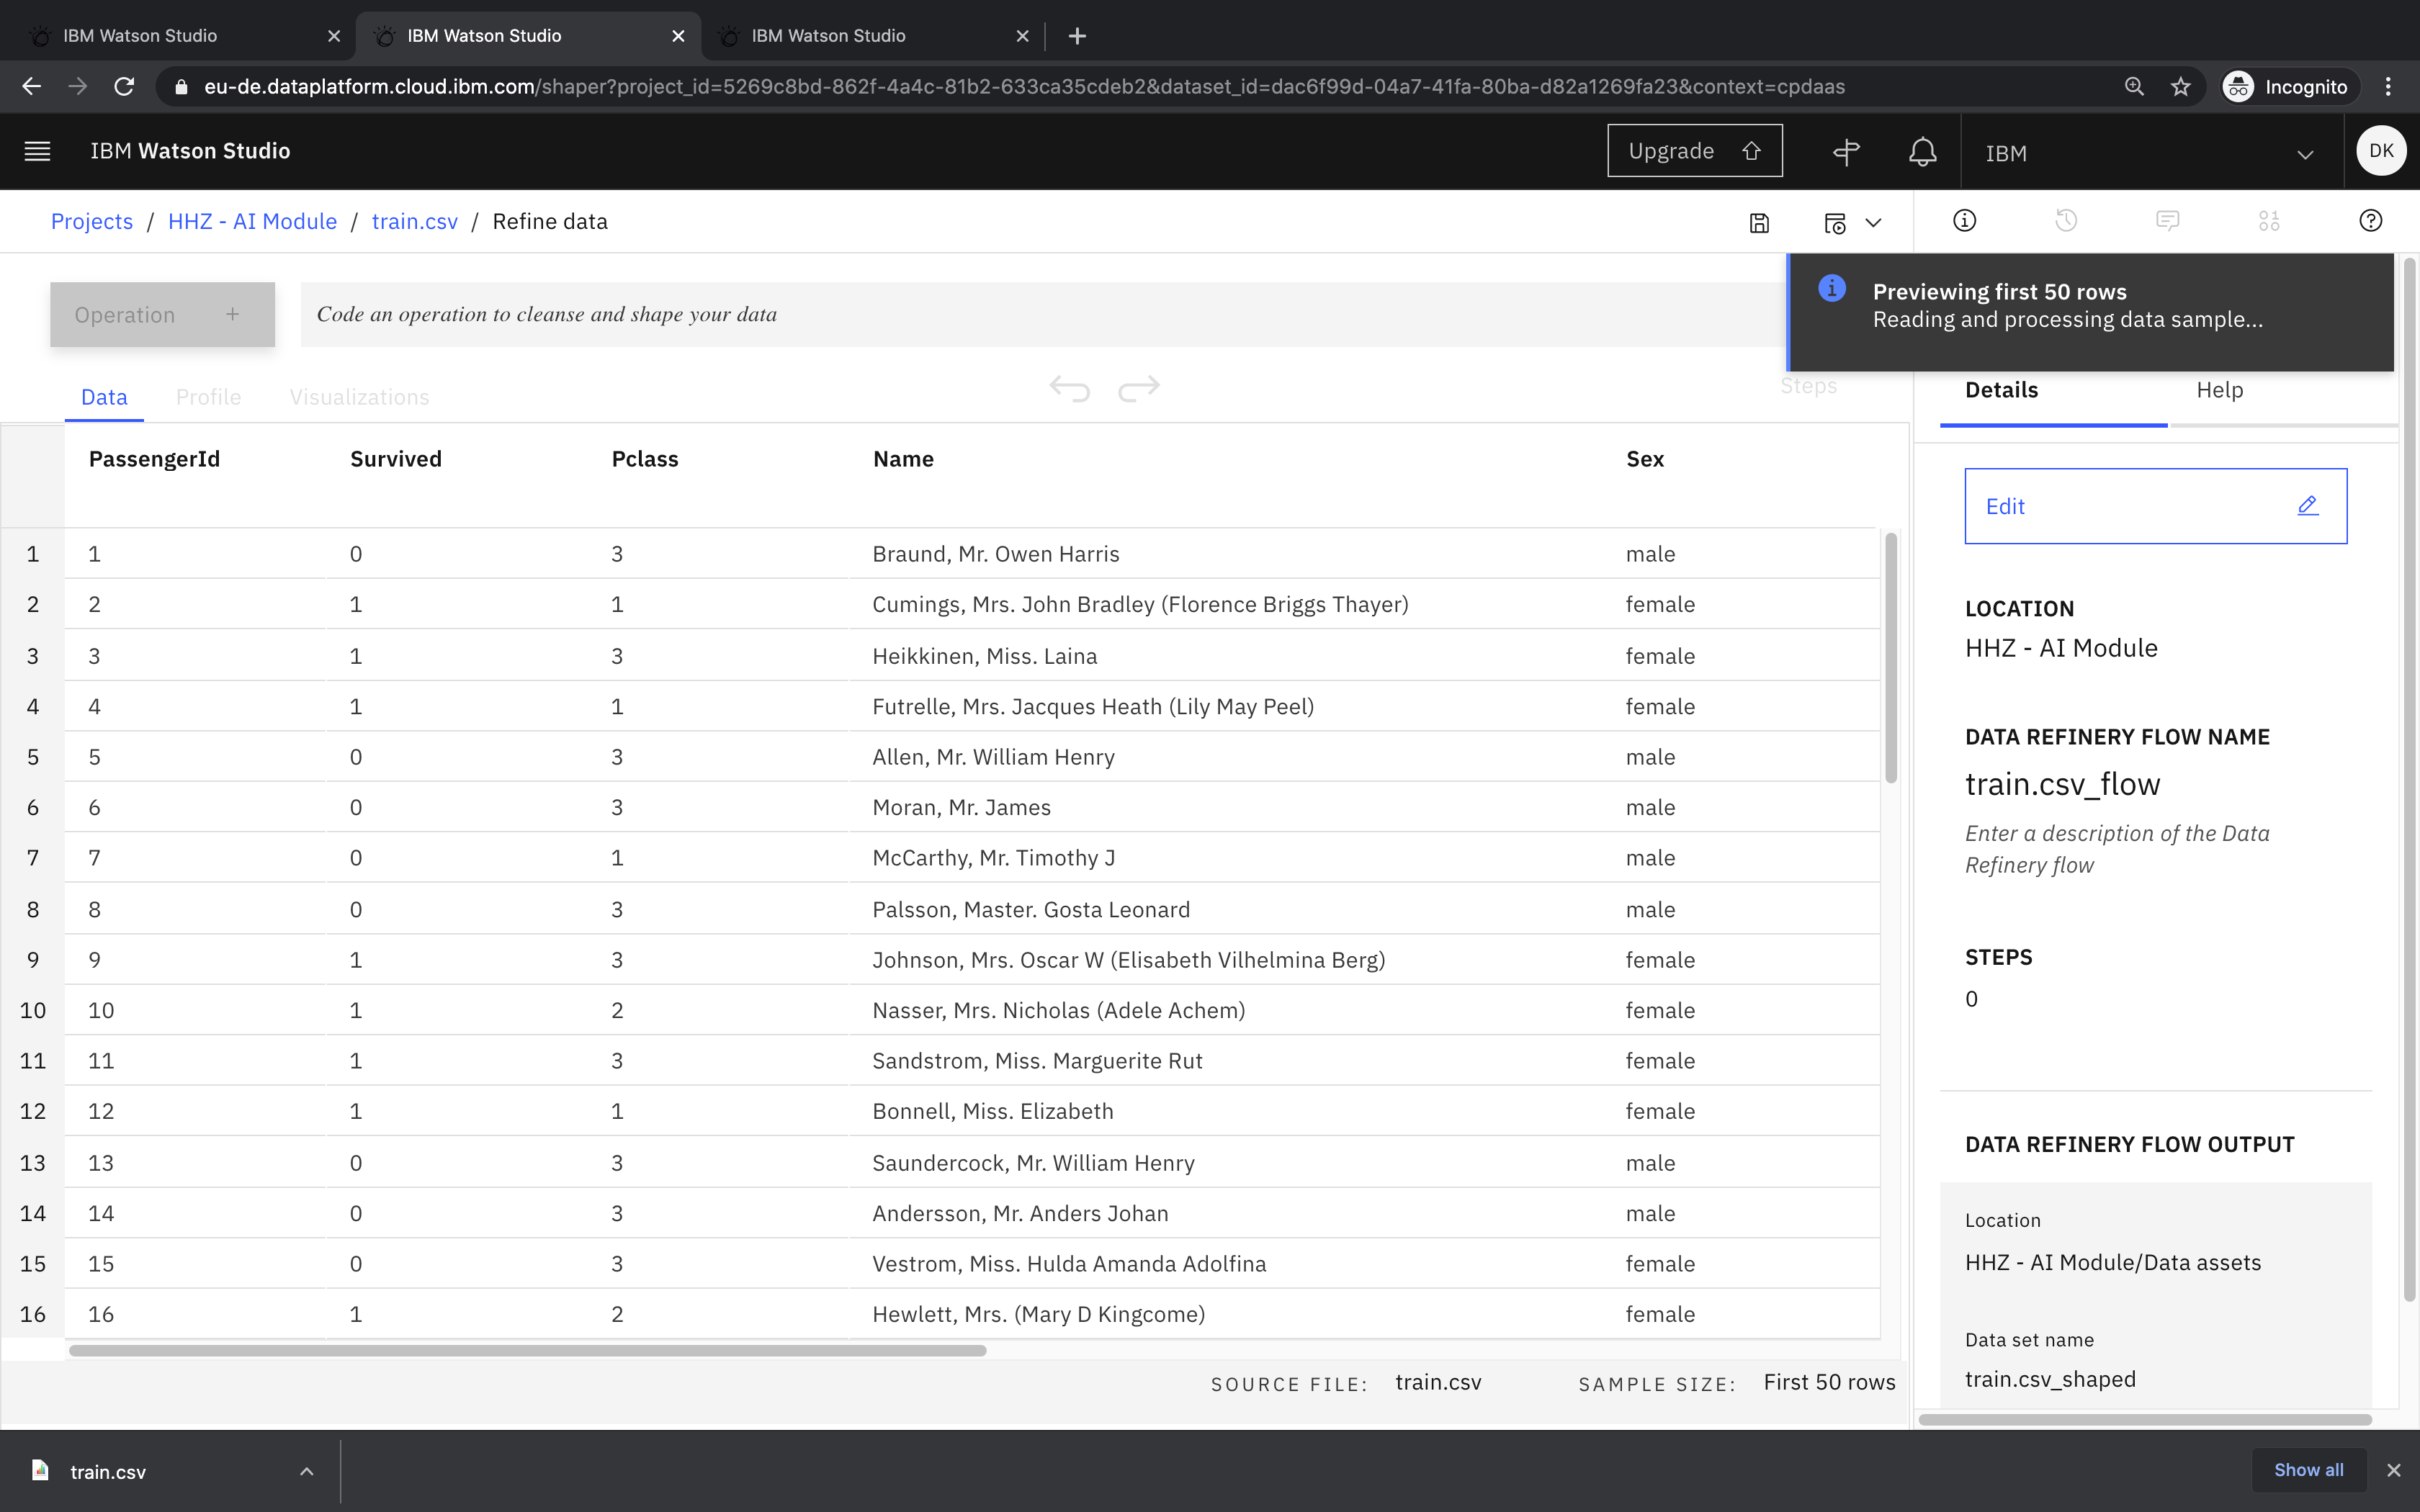 IBM Watson Studio
IBM Watson Studio
IBM Watson Studio
eu-de.dataplatform.cloud.ibm.com/shaper?project_id=5269c8bd-862f-4a4c-81b2-633ca35cdeb2&dataset_id=dac6f99d-04a7-41fa-80ba-d82a1269fa23&context=cpdaas
Incognito
IBM Watson Studio
Upgrade
IBM
DK
Projects / HHZ - AI Module / train.csv / Refine data
Operation +
Code an operation to cleanse and shape your data
Previewing first 50 rows
Reading and processing data sample...
Data Profile Visualizations
Steps
PassengerId Survived Pclass Name Sex
1 1 0 3 Braund, Mr. Owen Harris male
2 2 1 1 Cumings, Mrs. John Bradley (Florence Briggs Thayer) female
3 3 1 3 Heikkinen, Miss. Laina female
4 4 1 1 Futrelle, Mrs. Jacques Heath (Lily May Peel) female
5 5 0 3 Allen, Mr. William Henry male
6 6 0 3 Moran, Mr. James male
7 7 0 1 McCarthy, Mr. Timothy J male
8 8 0 3 Palsson, Master. Gosta Leonard male
9 9 1 3 Johnson, Mrs. Oscar W (Elisabeth Vilhelmina Berg) female
10 10 1 2 Nasser, Mrs. Nicholas (Adele Achem) female
11 11 1 3 Sandstrom, Miss. Marguerite Rut female
12 12 1 1 Bonnell, Miss. Elizabeth female
13 13 0 3 Saundercock, Mr. William Henry male
14 14 0 3 Andersson, Mr. Anders Johan male
15 15 0 3 Vestrom, Miss. Hulda Amanda Adolfina female
16 16 1 2 Hewlett, Mrs. (Mary D Kingcome) female
SOURCE FILE: train.csv SAMPLE SIZE: First 50 rows
Details Help
Edit
LOCATION
HHZ - AI Module
DATA REFINERY FLOW NAME
train.csv_flow
Enter a description of the Data
Refinery flow
STEPS
0
DATA REFINERY FLOW OUTPUT
Location
HHZ - AI Module/Data assets
Data set name
train.csv_shaped
train.csv
Show all